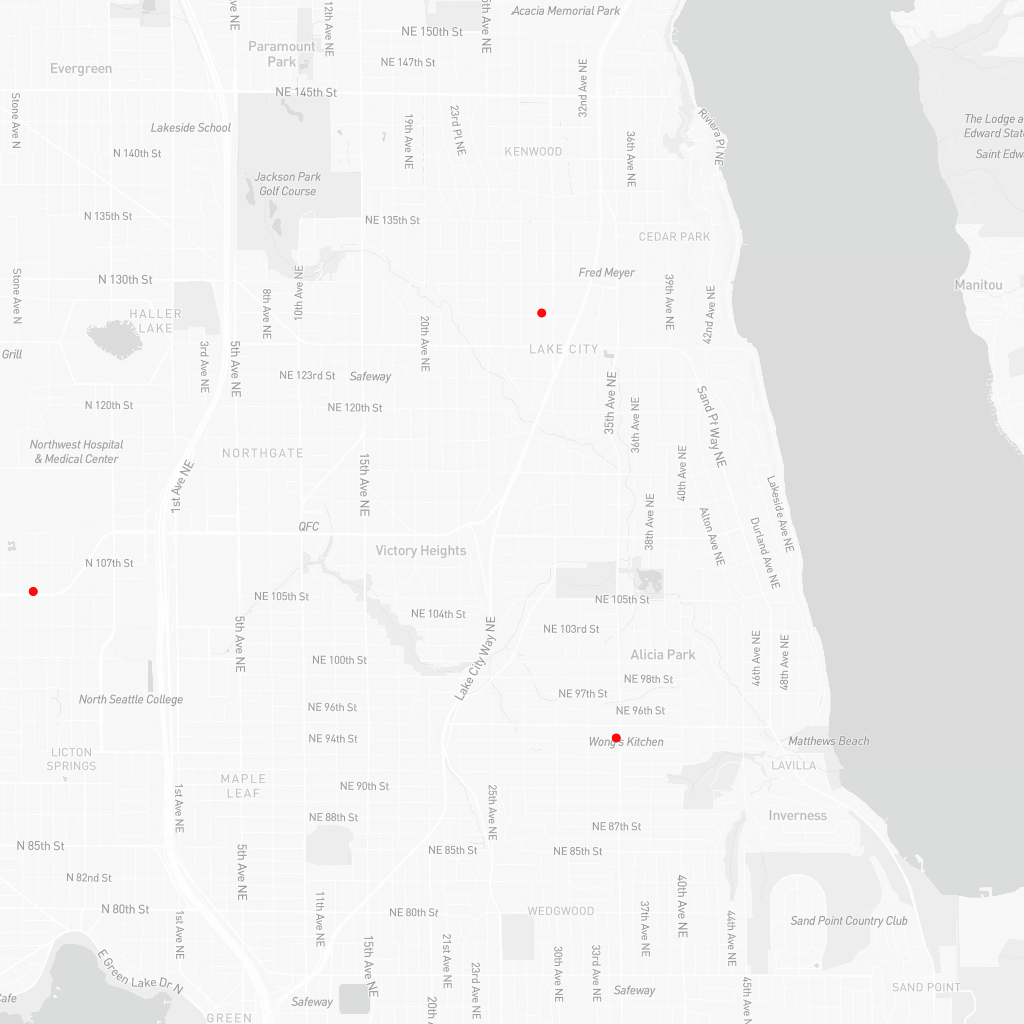 Acacia Memorial Park
12th Ave NE
NE 150th St
Paramount
Park
Evergreen
NE 147th St
32nd Ave NE
NE 145th St
Stone Ave N
Lakeside School
19th Ave NE
23rd Pl NE
Riviera Pl NE
The Lodge a
Edward State
Saint Edw
N 140th St
KENWOOD
36th Ave NE
Jackson Park
Golf Course
N 135th St
NE 135th St
CEDAR PARK
Fred Meyer
N 130th St
Stone Ave N
8th Ave NE
10th Ave NE
39th Ave NE
42nd Ave NE
Manitou
HALLER
LAKE
20th Ave NE
LAKE CITY
Grill
3rd Ave NE
5th Ave NE
NE 123rd St
Safeway
35th Ave NE
36th Ave NE
Sand Pt Way NE
N 120th St
NE 120th St
Northwest Hospital
& Medical Center
NORTHGATE
1st Ave NE
15th Ave NE
40th Ave NE
38th Ave NE
Alton Ave NE
Lakeside Ave NE
Durland Ave NE
QFC
Victory Heights
N 107th St
NE 105th St
NE 105th St
NE 104th St
NE 103rd St
5th Ave NE
Lake City Way NE
46th Ave NE
48th Ave NE
Alicia Park
NE 100th St
NE 98th St
North Seattle College
NE 97th St
NE 96th St
NE 96th St
NE 94th St
Wong's Kitchen
Matthews Beach
LICTON
SPRINGS
LAVILLA
MAPLE
LEAF
NE 90th St
1st Ave NE
25th Ave NE
NE 88th St
NE 87th St
Inverness
N 85th St
NE 85th St
NE 85th St
5th Ave NE
N 82nd St
11th Ave NE
40th Ave NE
N 80th St
NE 80th St
WEDGWOOD
37th Ave NE
44th Ave NE
Sand Point Country Club
1st Ave NE
15th Ave NE
21st Ave NE
23rd Ave NE
30th Ave NE
33rd Ave NE
E Green Lake Dr N
Safeway
Safeway
45th Ave N
SAND POINT
Cafe
20th A
GREEN